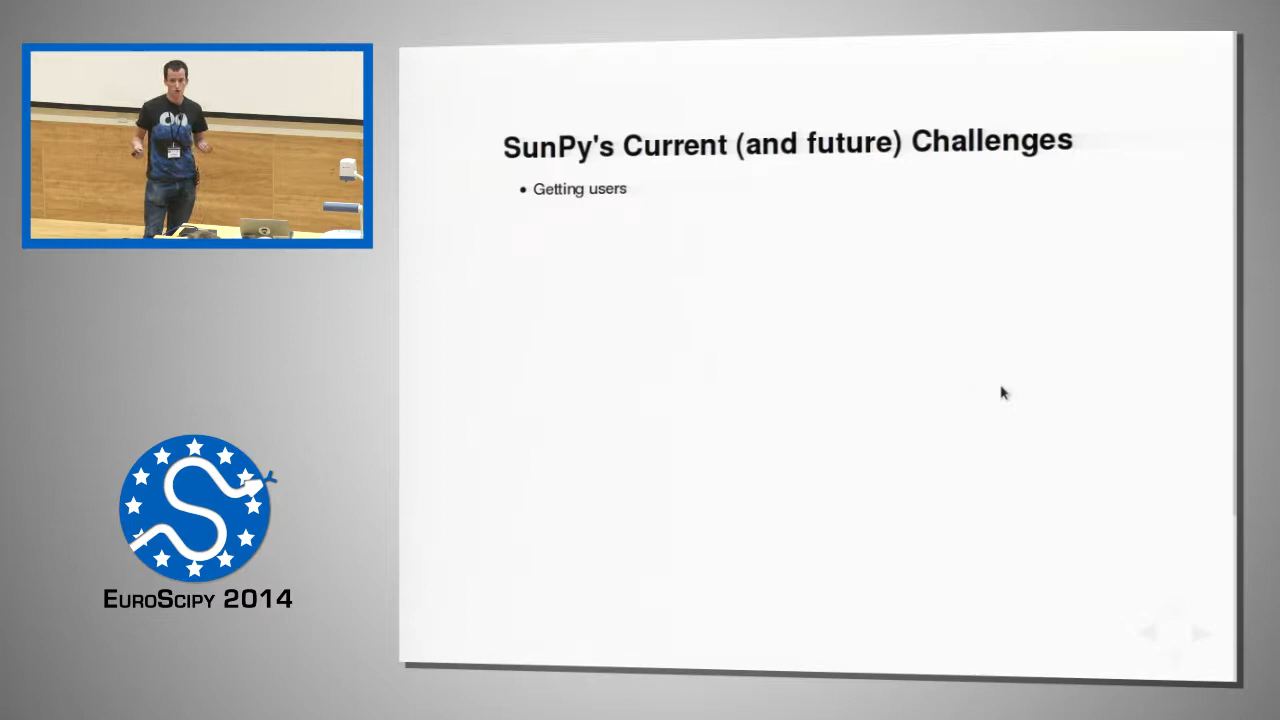 SunPy's Current (and future) Challenges
• Getting users
EUROSCIPY 2014